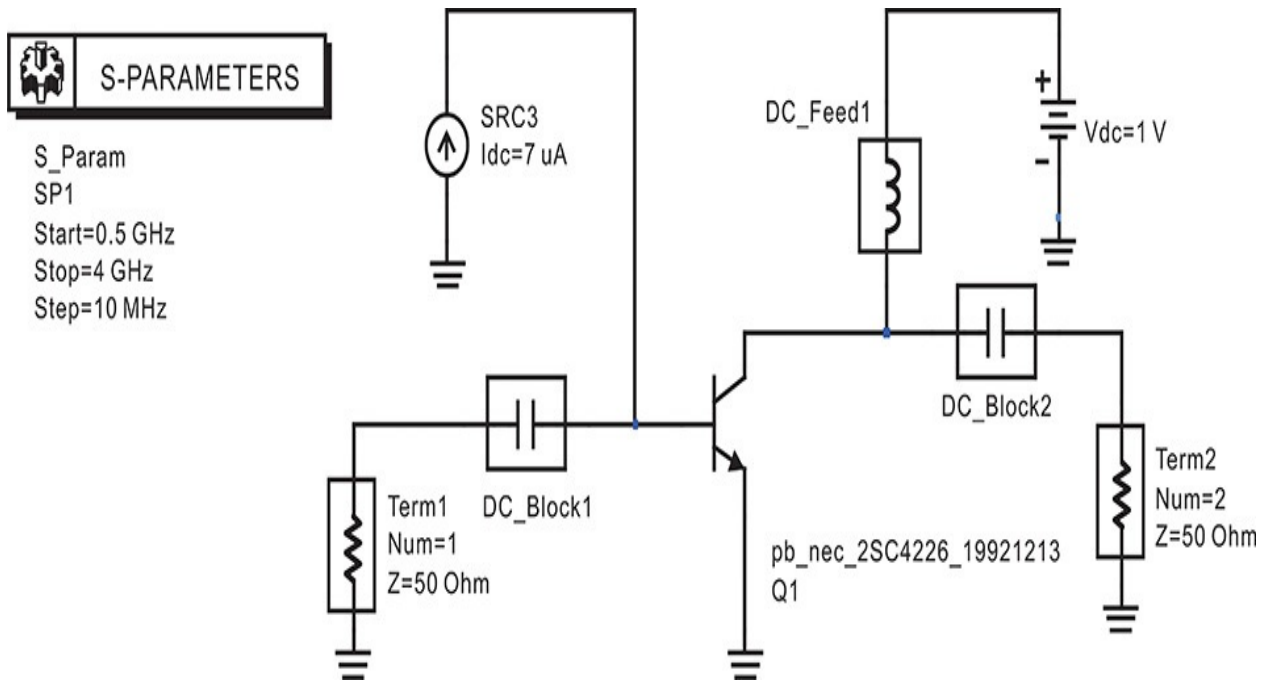 S-PARAMETERS
S_Param
SP1
Start=0.5 GHz
Stop=4 GHz
Step=10 MHz
SRC3
Idc=7 uA
DC_Feed1
+
Vdc=1 V
-
DC_Block2
Term2
Num=2
Z=50 Ohm
DC_Block1
Term1
Num=1
Z=50 Ohm
pb_nec_2SC4226_19921213
Q1